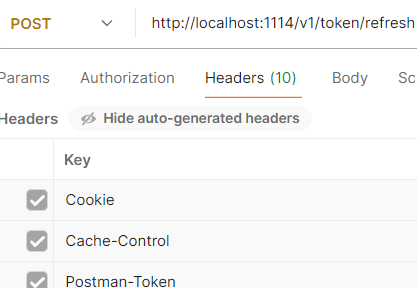 POST http://localhost:1114/v1/token/refresh
Params Authorization Headers (10) Body Sc
Headers Hide auto-generated headers
Key
Cookie
Cache-Control
Postman-Token